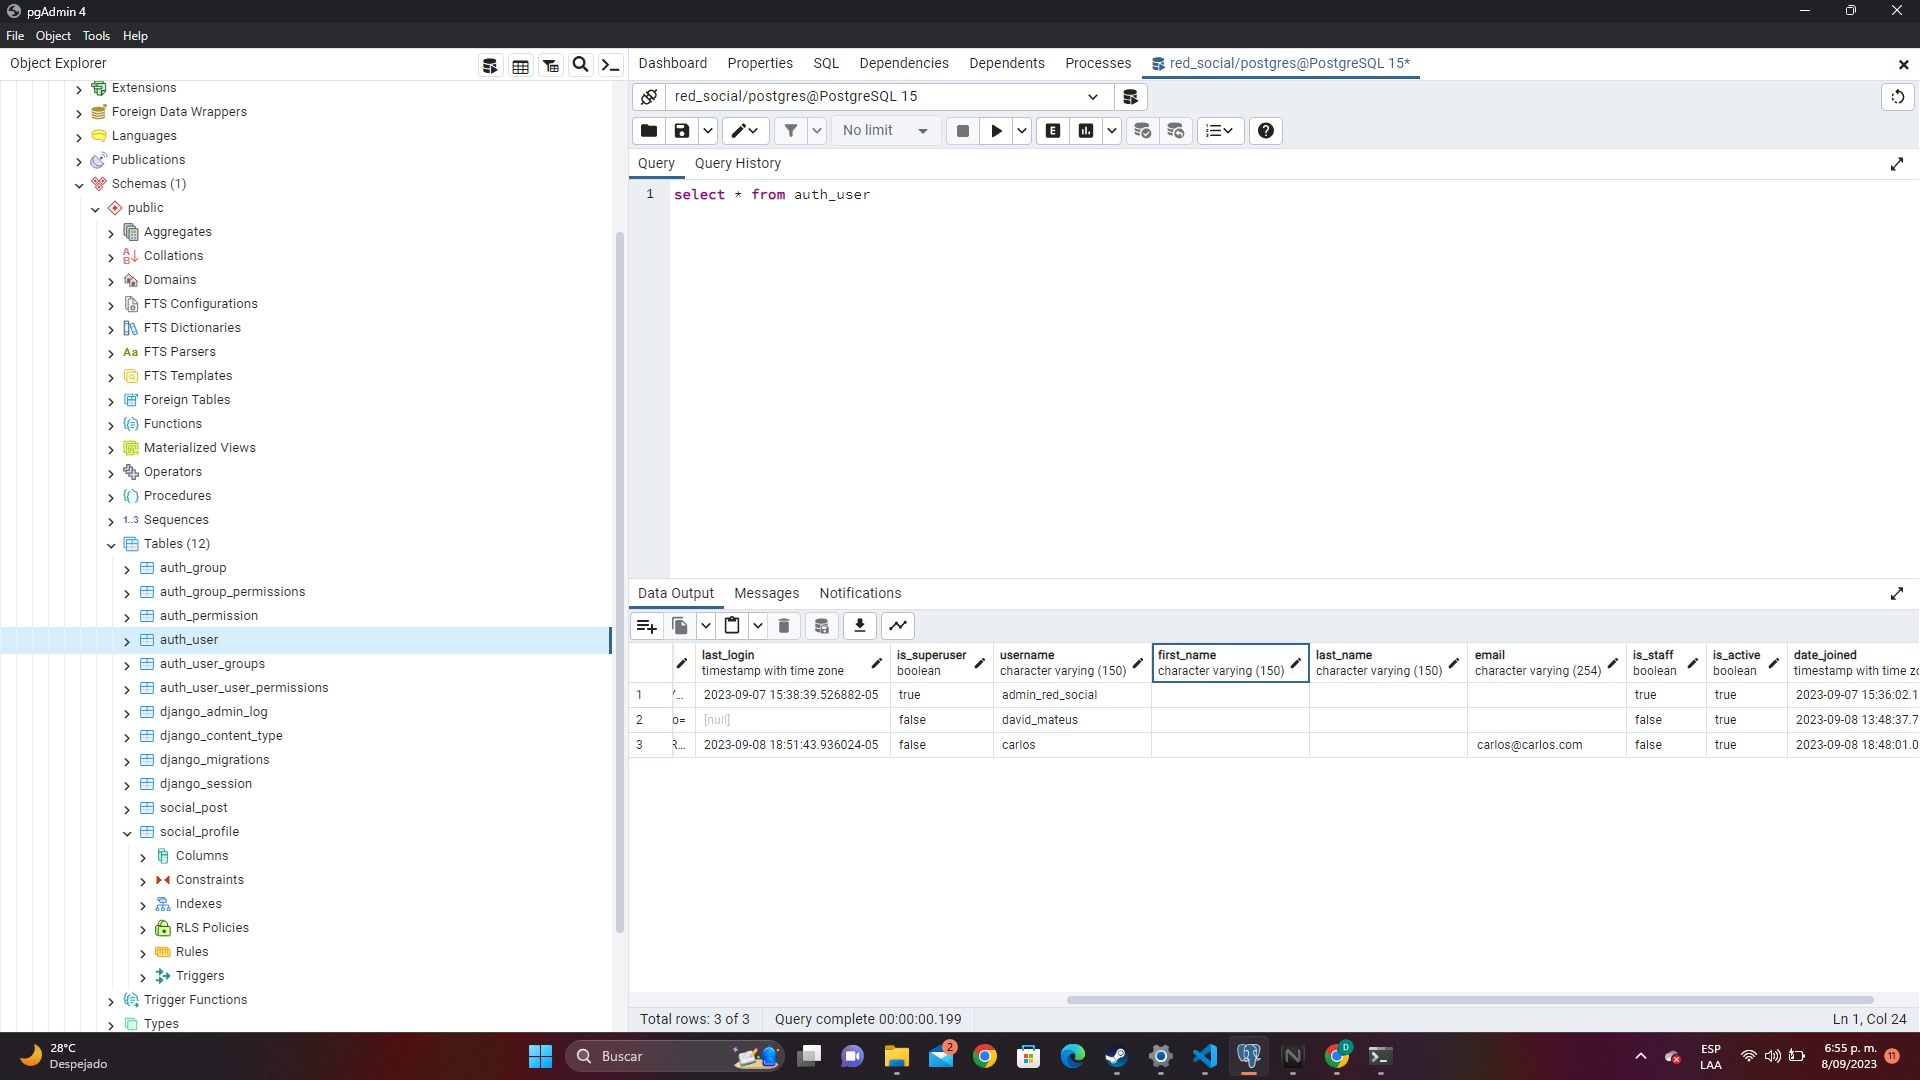 pgAdmin 4
File Object Tools Help
Object Explorer
Dashboard Properties SQL Dependencies Dependents Processes red_social/postgres@PostgreSQL 15*
Extensions
Foreign Data Wrappers
Languages
Publications
Schemas (1)
public
Aggregates
Collations
Domains
FTS Configurations
FTS Dictionaries
Aa FTS Parsers
FTS Templates
Foreign Tables
Functions
Materialized Views
Operators
Procedures
1..3 Sequences
Tables (12)
auth_group
auth_group_permissions
auth_permission
auth_user
auth_user_groups
auth_user_user_permissions
django_admin_log
django_content_type
django_migrations
django_session
social_post
social_profile
Columns
Constraints
Indexes
RLS Policies
Rules
Triggers
Trigger Functions
Types
red_social/postgres@PostgreSQL 15
No limit
E
Query Query History
1 select * from auth_user
Data Output Messages Notifications
last_login is_superuser username first_name last_name email is_staff is_active date_joined
timestamp with time zone boolean character varying (150) character varying (150) character varying (150) character varying (254) boolean boolean timestamp with time zo
1 /... 2023-09-07 15:38:39.526882-05 true admin_red_social true true 2023-09-07 15:36:02.1
2 o= [null] false david_mateus false true 2023-09-08 13:48:37.7
3 R... 2023-09-08 18:51:43.936024-05 false carlos carlos@carlos.com false true 2023-09-08 18:48:01.0
Total rows: 3 of 3 Query complete 00:00:00.199 Ln 1, Col 24
28°C
Despejado
Buscar
2
D
ESP
LAA
6:55 p. m.
8/09/2023
11